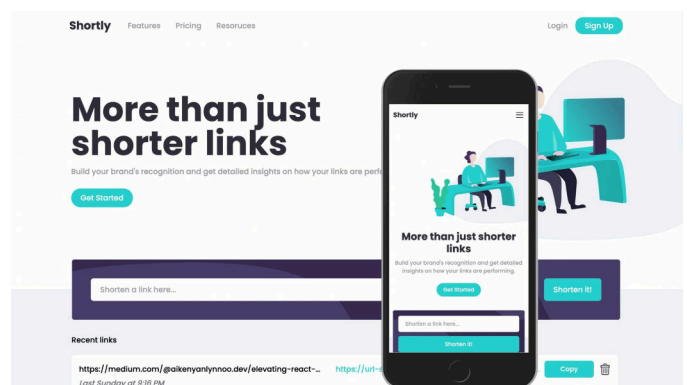 Shortly Features Pricing Resoruces Login Sign Up
More than just
shorter links
Build your brand's recognition and get detailed insights on how your links are
Get Started
Shorten a link here...
Shorten it!
Recent links
https://medium.com/@aikenyanlynnoo.dev/elevating-react-... https://url-s
Last Sunday at 9:16 PM
Copy
Shortly
More than just shorter
links
Build your brand's recognition and get detailed
insights on how your links are performing.
Get Started
Shorten a link here...
Shorten it!